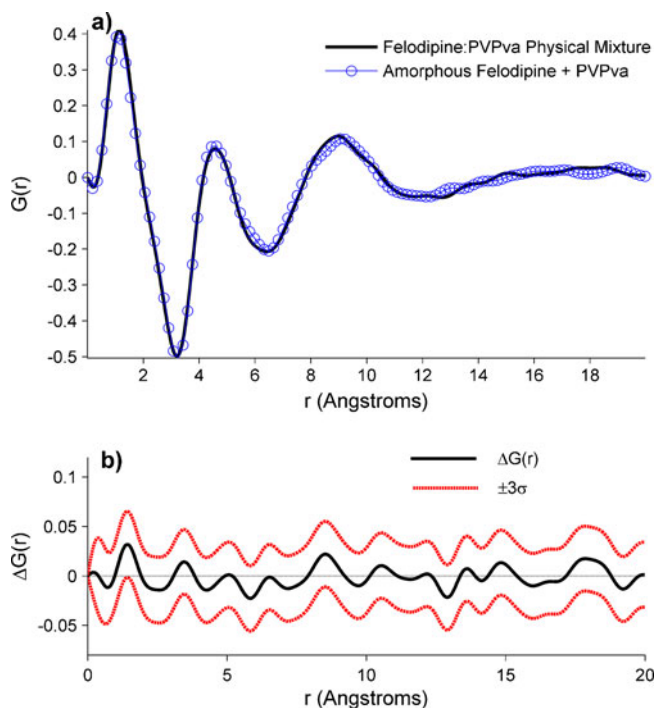 a)
Felodipine:PVPva Physical Mixture
Amorphous Felodipine + PVPva
0.4
0.3
0.2
0.1
0
-0.1
-0.2
-0.3
-0.4
-0.5
G(r)
2 4 6 8 10 12 14 16 18
r (Angstroms)
b)
ΔG(r)
±3σ
0.1
0.05
0
-0.05
ΔG(r)
0 5 10 15 20
r (Angstroms)